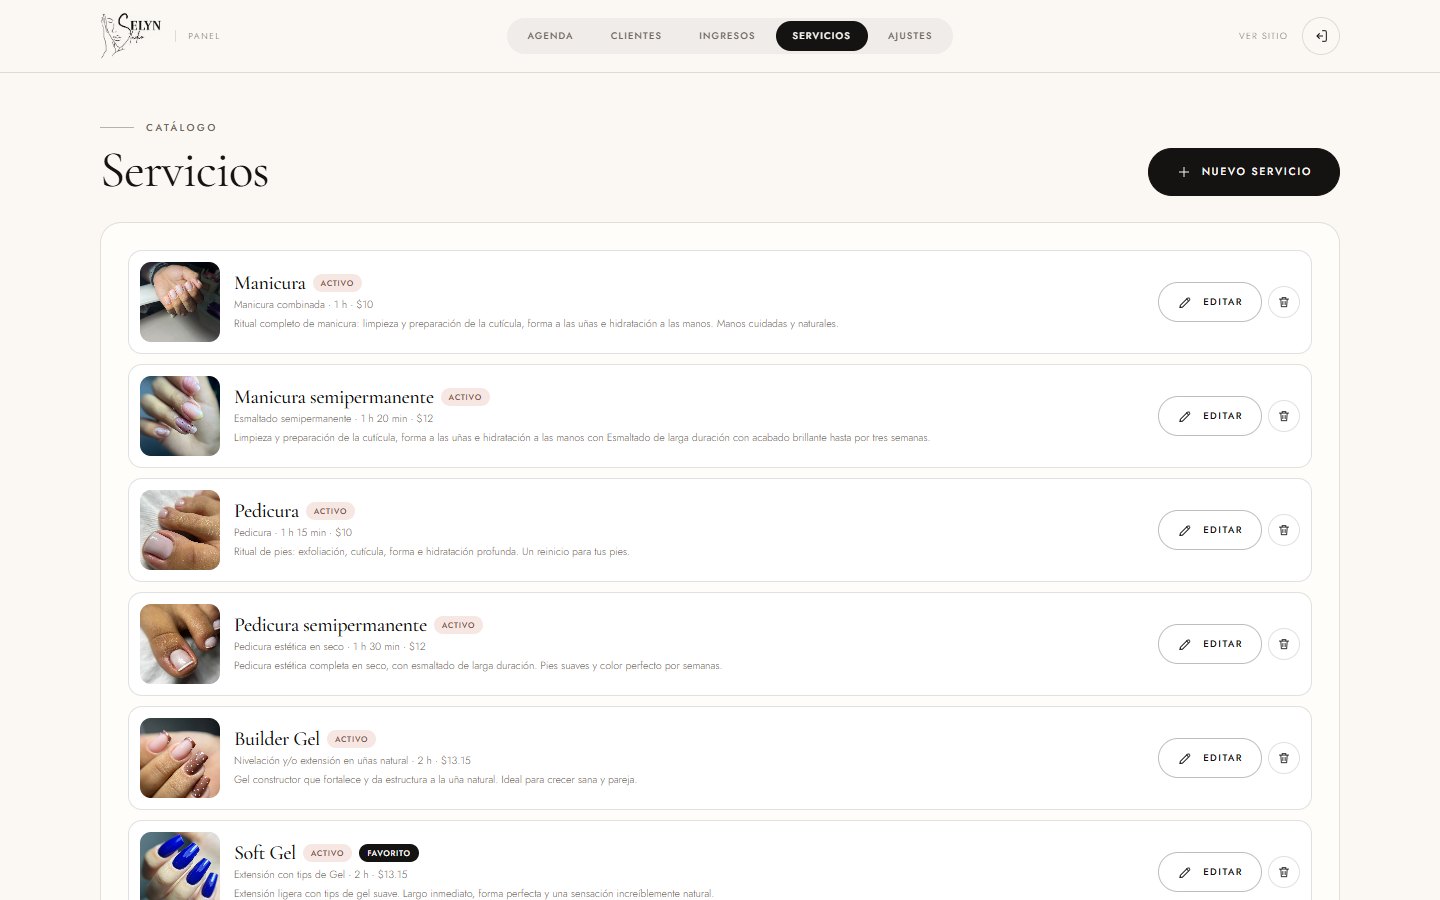 SELYN
PANEL
AGENDA
CLIENTES
INGRESOS
SERVICIOS
AJUSTES
VER SITIO
CATÁLOGO
Servicios
+ NUEVO SERVICIO
Manicura ACTIVO
Manicura combinada · 1 h · $10
Ritual completo de manicura: limpieza y preparación de la cutícula, forma a las uñas e hidratación a las manos. Manos cuidadas y naturales.
EDITAR
Manicura semipermanente ACTIVO
Esmaltado semipermanente · 1 h 20 min · $12
Limpieza y preparación de la cutícula, forma a las uñas e hidratación a las manos con Esmaltado de larga duración con acabado brillante hasta por tres semanas.
EDITAR
Pedicura ACTIVO
Pedicura · 1 h 15 min · $10
Ritual de pies: exfoliación, cutícula, forma e hidratación profunda. Un reinicio para tus pies.
EDITAR
Pedicura semipermanente ACTIVO
Pedicura estética en seco · 1 h 30 min · $12
Pedicura estética completa en seco, con esmaltado de larga duración. Pies suaves y color perfecto por semanas.
EDITAR
Builder Gel ACTIVO
Nivelación y/o extensión en uñas natural · 2 h · $13.15
Gel constructor que fortalece y da estructura a la uña natural. Ideal para crecer sana y pareja.
EDITAR
Soft Gel ACTIVO FAVORITO
Extensión con tips de Gel · 2 h · $13.15
Extensión ligera con tips de gel suave. Largo inmediato, forma perfecta y una sensación increíblemente natural.
EDITAR